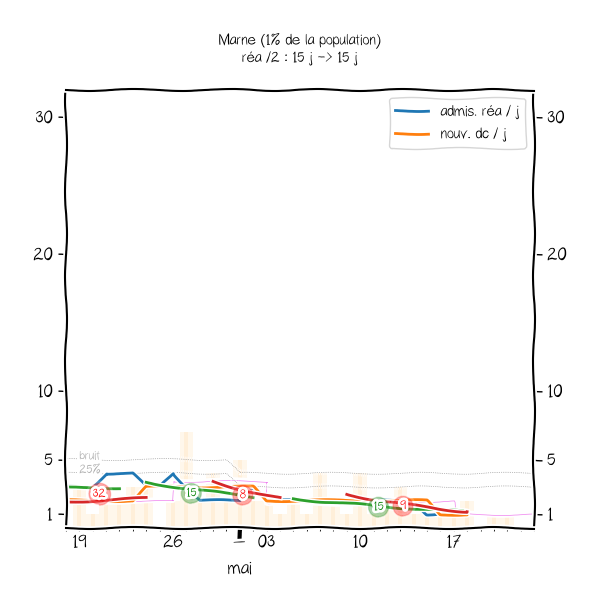 Marne (1% de la population)
réa /2 : 15 j -> 15 j
admis. réa / j
nouv. dc / j
30 30
20 20
10 10
5 5
1 1
bruit
25%
32 15 8 15 9
19 26 03 10 17
mai